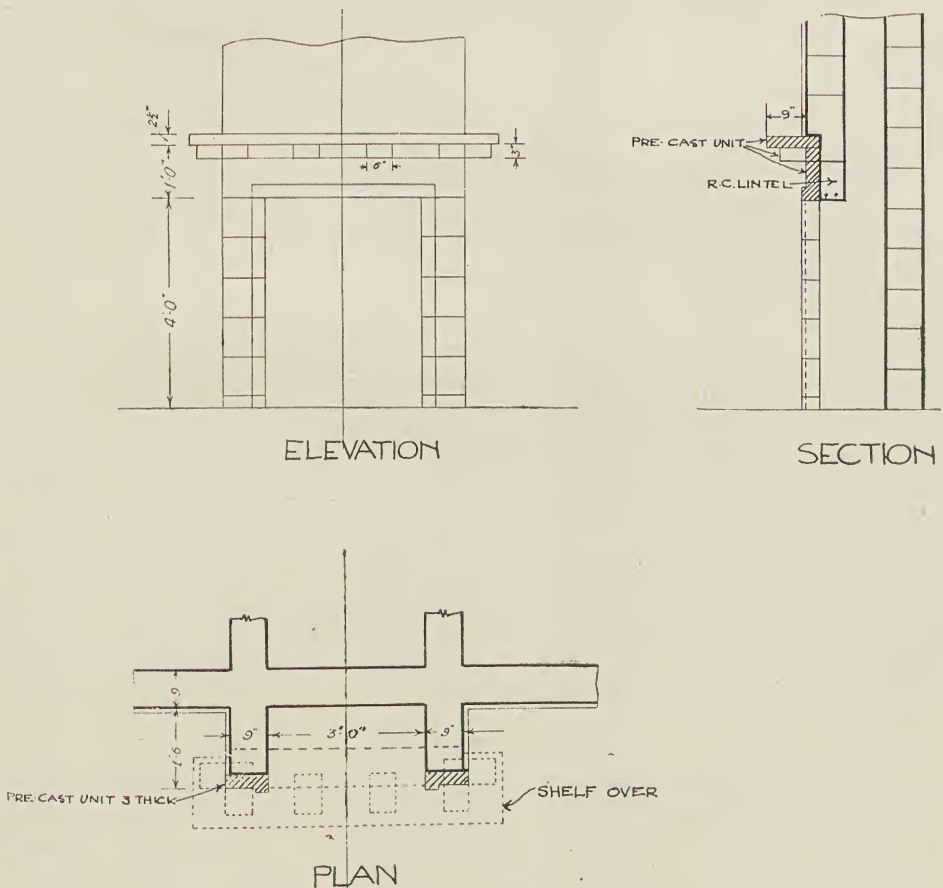 2½"
1'·0"
4'·0"
6"
3"
ELEVATION
9"
PRE-CAST UNIT
R.C. LINTEL
SECTION
9
1'·6
9"
3'·0"
9"
PRE-CAST UNIT 3 THICK
SHELF OVER
PLAN